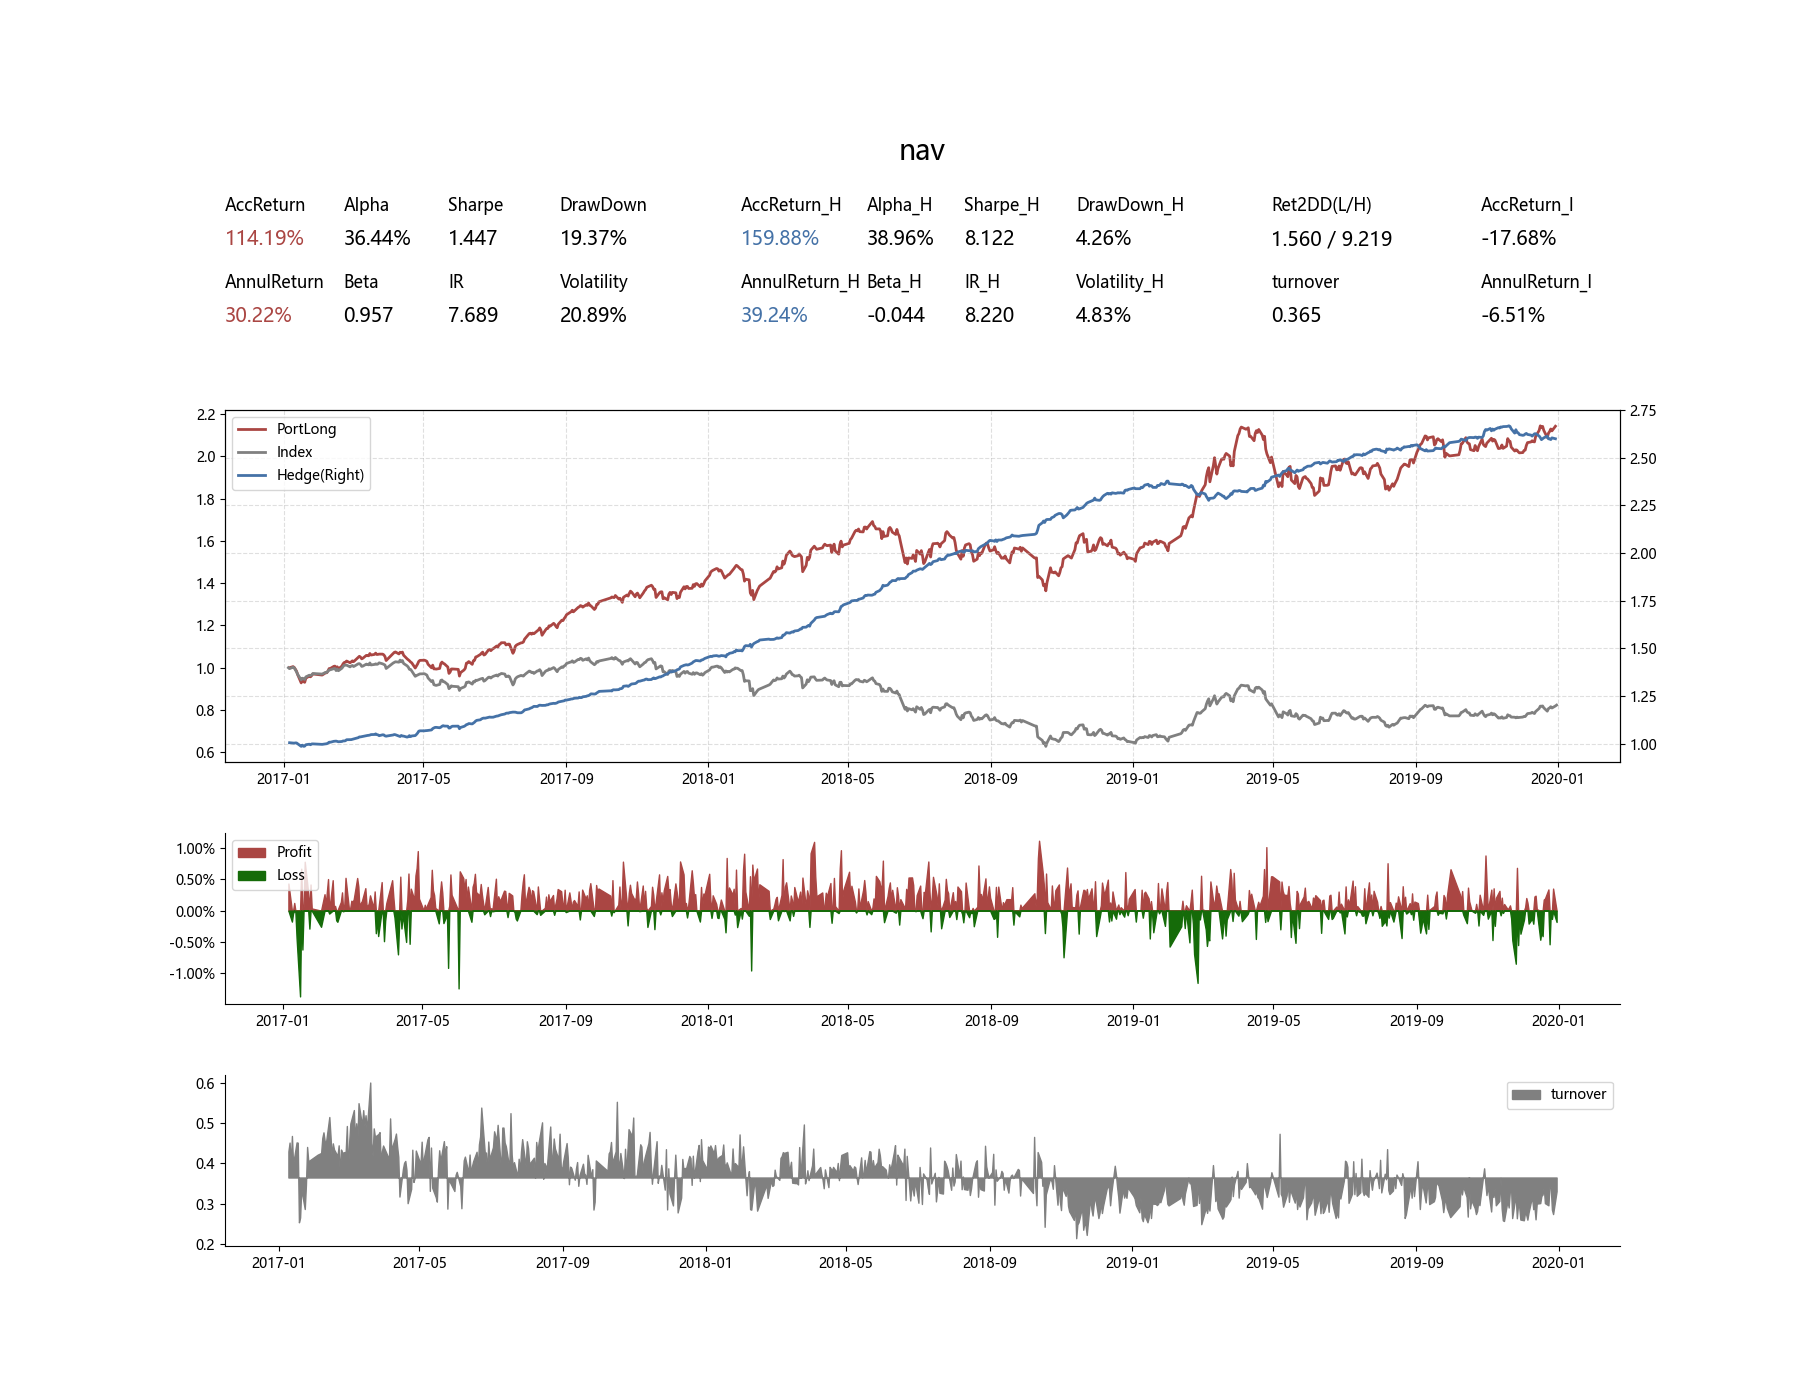 nav
AccReturn Alpha Sharpe DrawDown AccReturn_H Alpha_H Sharpe_H DrawDown_H Ret2DD(L/H) AccReturn_I
114.19% 36.44% 1.447 19.37% 159.88% 38.96% 8.122 4.26% 1.560 / 9.219 -17.68%
AnnulReturn Beta IR Volatility AnnulReturn_H Beta_H IR_H Volatility_H turnover AnnulReturn_I
30.22% 0.957 7.689 20.89% 39.24% -0.044 8.220 4.83% 0.365 -6.51%
PortLong
Index
Hedge(Right)
2.2
2.0
1.8
1.6
1.4
1.2
1.0
0.8
0.6
2.75
2.50
2.25
2.00
1.75
1.50
1.25
1.00
2017-01 2017-05 2017-09 2018-01 2018-05 2018-09 2019-01 2019-05 2019-09 2020-01
Profit
Loss
1.00%
0.50%
0.00%
-0.50%
-1.00%
2017-01 2017-05 2017-09 2018-01 2018-05 2018-09 2019-01 2019-05 2019-09 2020-01
turnover
0.6
0.5
0.4
0.3
0.2
2017-01 2017-05 2017-09 2018-01 2018-05 2018-09 2019-01 2019-05 2019-09 2020-01